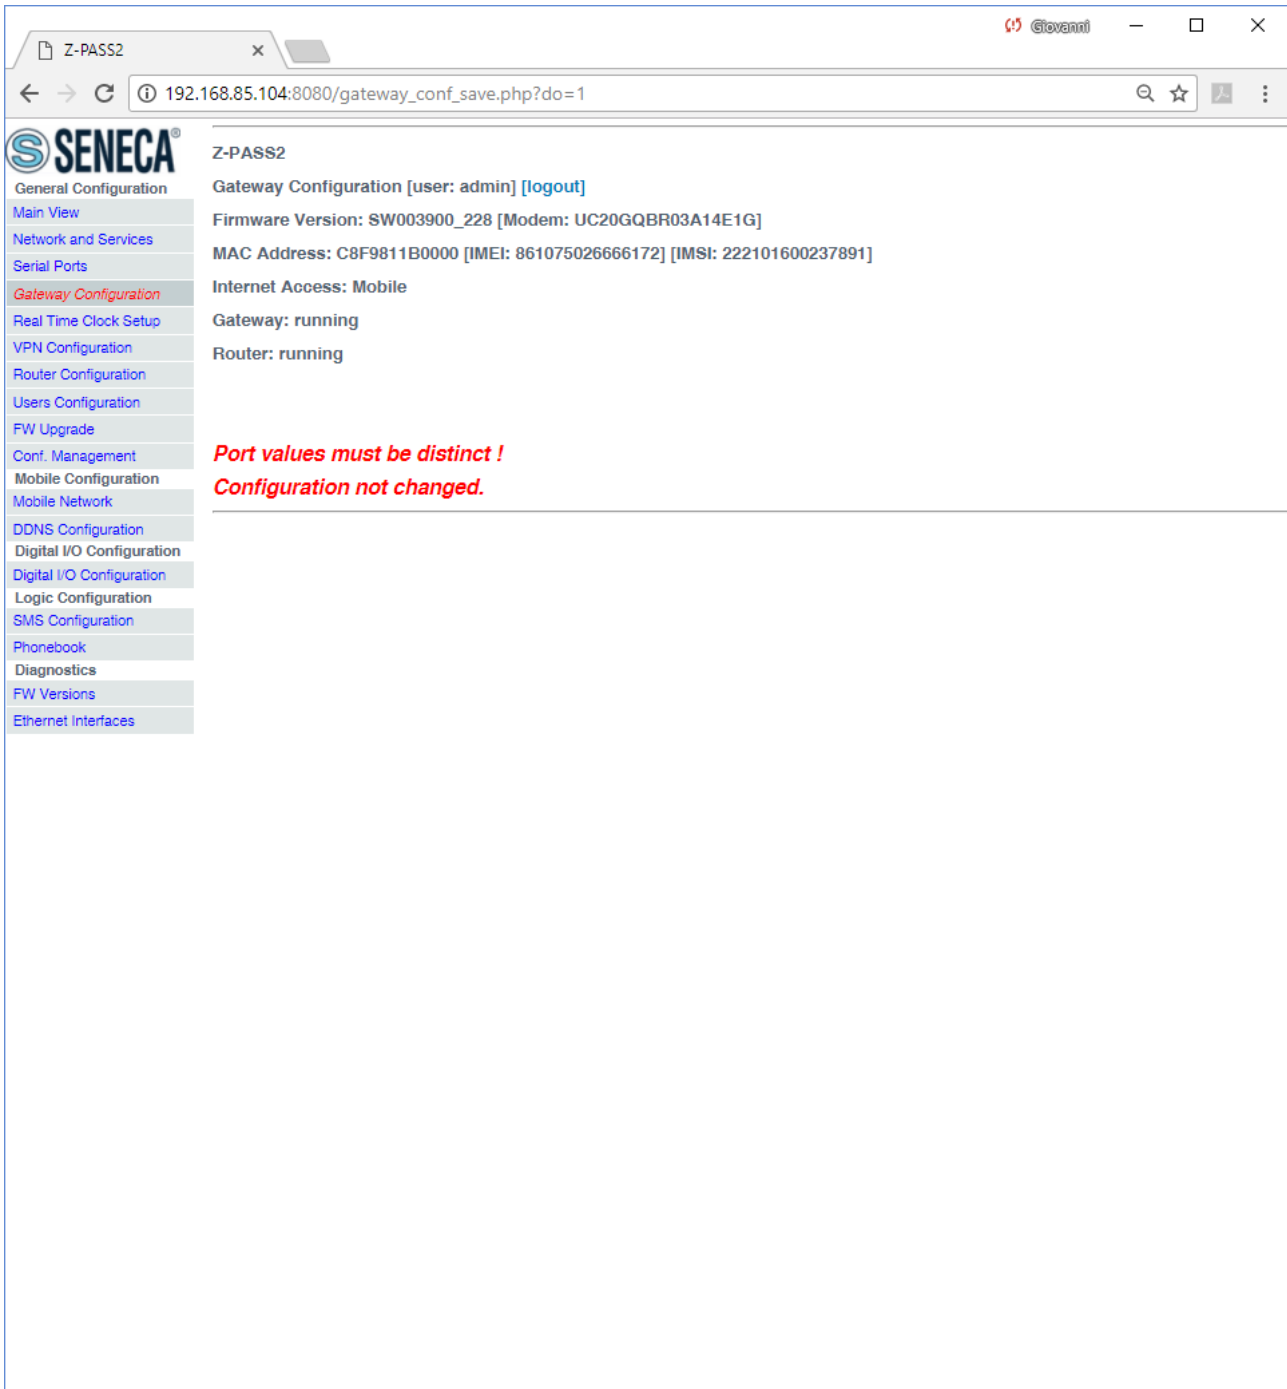 Giovanni
Z-PASS2
192.168.85.104:8080/gateway_conf_save.php?do=1
S SENECA®
General Configuration
Main View
Network and Services
Serial Ports
Gateway Configuration
Real Time Clock Setup
VPN Configuration
Router Configuration
Users Configuration
FW Upgrade
Conf. Management
Mobile Configuration
Mobile Network
DDNS Configuration
Digital I/O Configuration
Digital I/O Configuration
Logic Configuration
SMS Configuration
Phonebook
Diagnostics
FW Versions
Ethernet Interfaces
Z-PASS2
Gateway Configuration [user: admin] [logout]
Firmware Version: SW003900_228 [Modem: UC20GQBR03A14E1G]
MAC Address: C8F9811B0000 [IMEI: 861075026666172] [IMSI: 222101600237891]
Internet Access: Mobile
Gateway: running
Router: running
Port values must be distinct !
Configuration not changed.